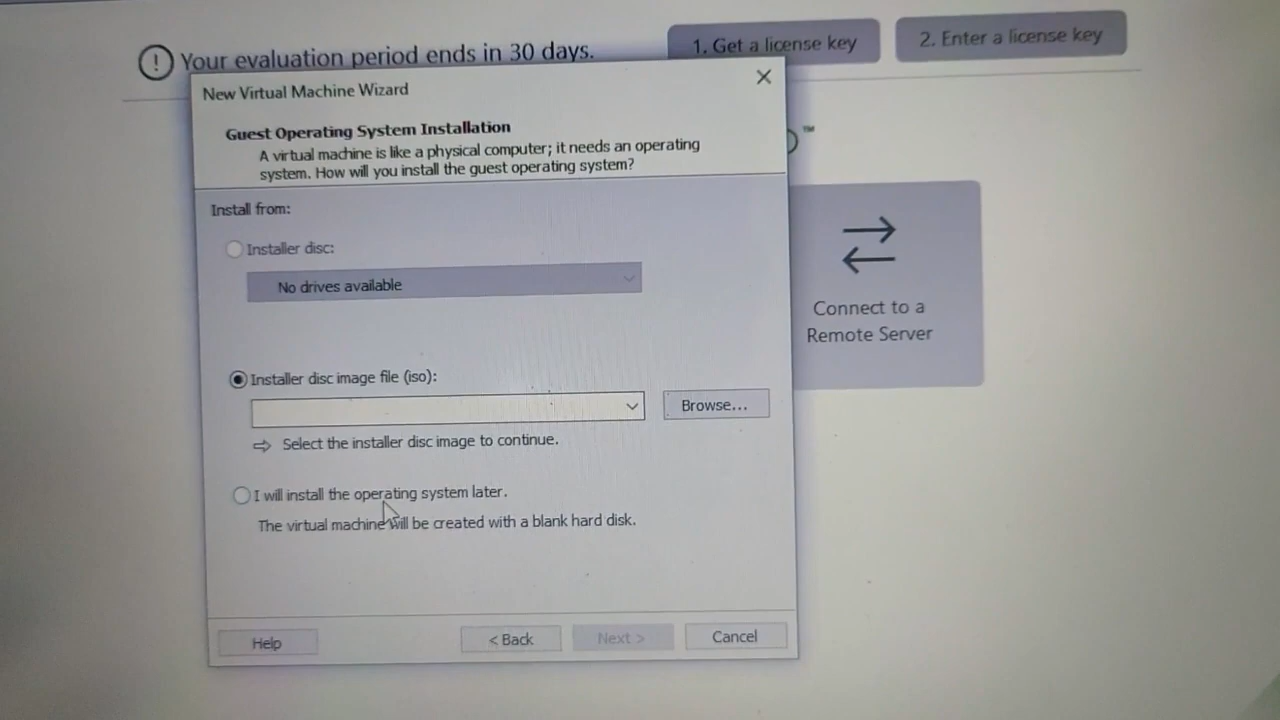 Your evaluation period ends in 30 days.
1. Get a license key
2. Enter a license key
New Virtual Machine Wizard
Guest Operating System Installation
A virtual machine is like a physical computer; it needs an operating
system. How will you install the guest operating system?
™
Install from:
Installer disc:
No drives available
Connect to a
Remote Server
Installer disc image file (iso):
Browse...
Select the installer disc image to continue.
I will install the operating system later.
The virtual machine will be created with a blank hard disk.
Help
< Back
Next >
Cancel